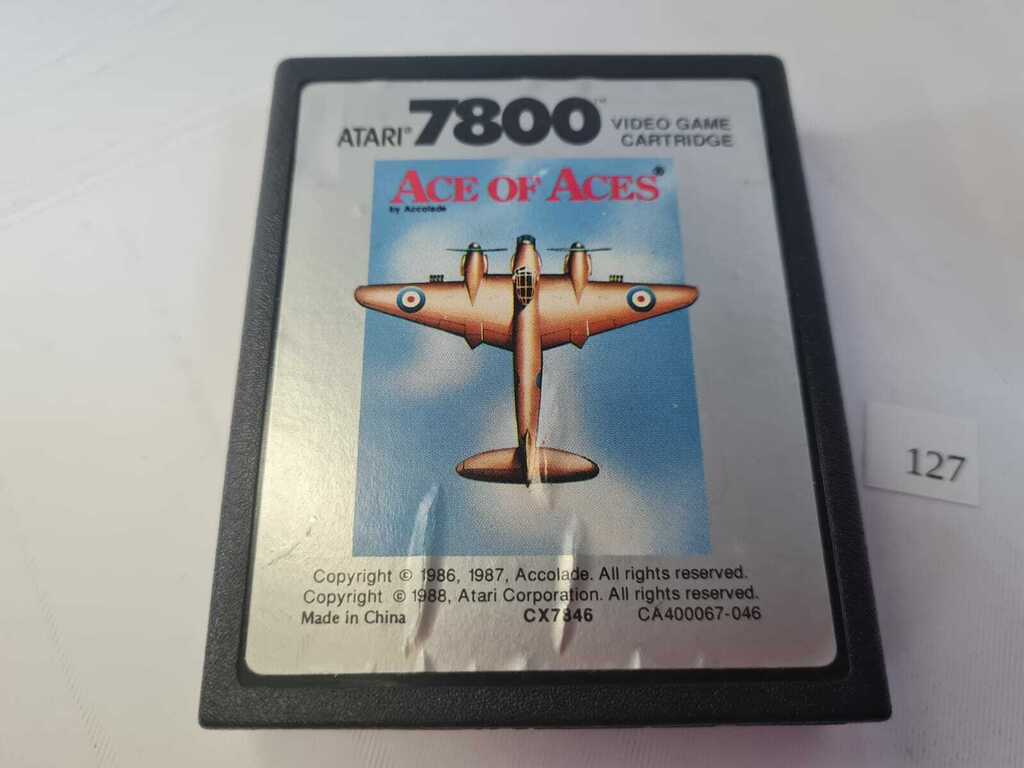 ATARI® 7800™ VIDEO GAME
CARTRIDGE
ACE OF ACES®
by Accolade
127
Copyright © 1986, 1987, Accolade. All rights reserved.
Copyright © 1988, Atari Corporation. All rights reserved.
Made in China CX7846 CA400067-046